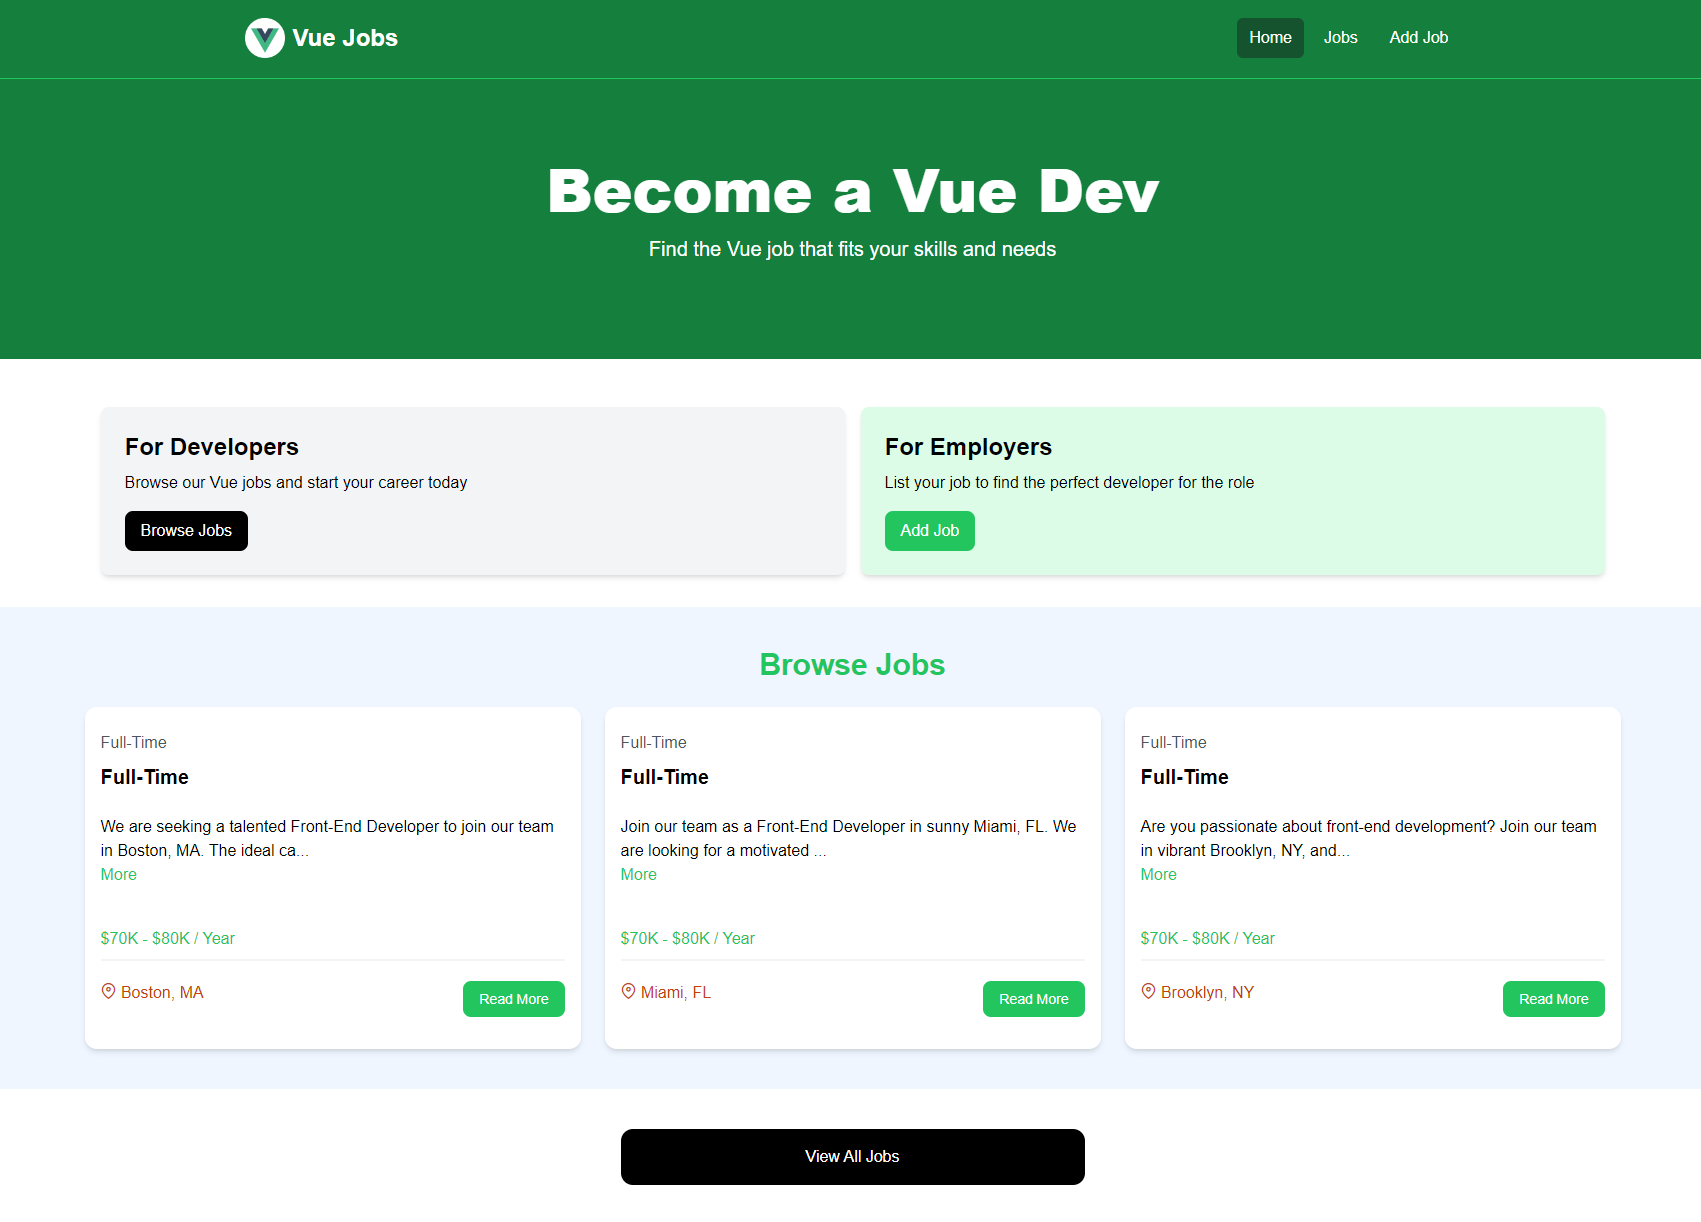 Vue Jobs
Home
Jobs
Add Job
Become a Vue Dev
Find the Vue job that fits your skills and needs
For Developers
Browse our Vue jobs and start your career today
Browse Jobs
For Employers
List your job to find the perfect developer for the role
Add Job
Browse Jobs
Full-Time
Full-Time
We are seeking a talented Front-End Developer to join our team
in Boston, MA. The ideal ca...
More
$70K - $80K / Year
Boston, MA
Read More
Full-Time
Full-Time
Join our team as a Front-End Developer in sunny Miami, FL. We
are looking for a motivated ...
More
$70K - $80K / Year
Miami, FL
Read More
Full-Time
Full-Time
Are you passionate about front-end development? Join our team
in vibrant Brooklyn, NY, and...
More
$70K - $80K / Year
Brooklyn, NY
Read More
View All Jobs